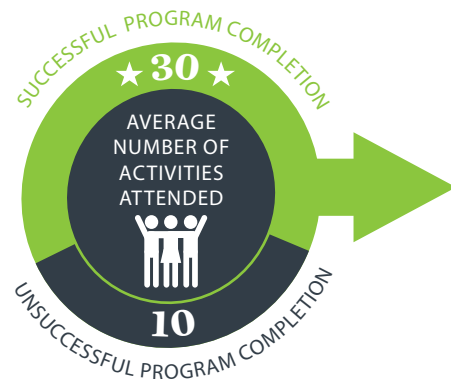 SUCCESSFUL PROGRAM COMPLETION
30
AVERAGE
NUMBER OF
ACTIVITIES
ATTENDED
10
UNSUCCESSFUL PROGRAM COMPLETION